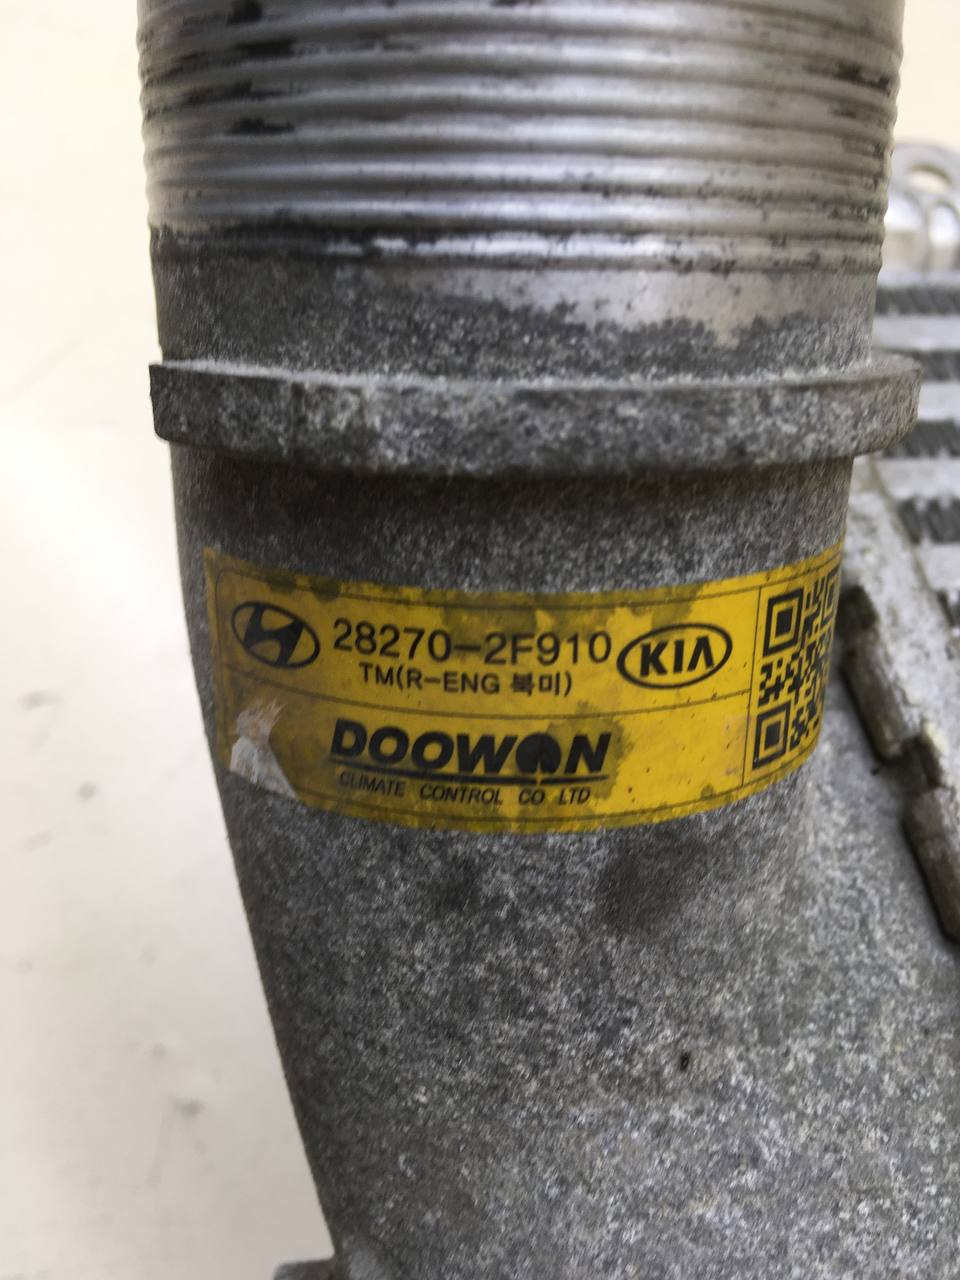 28270-2F910 KIA
TM(R-ENG 북미)
DOOWON
CLIMATE CONTROL CO LTD